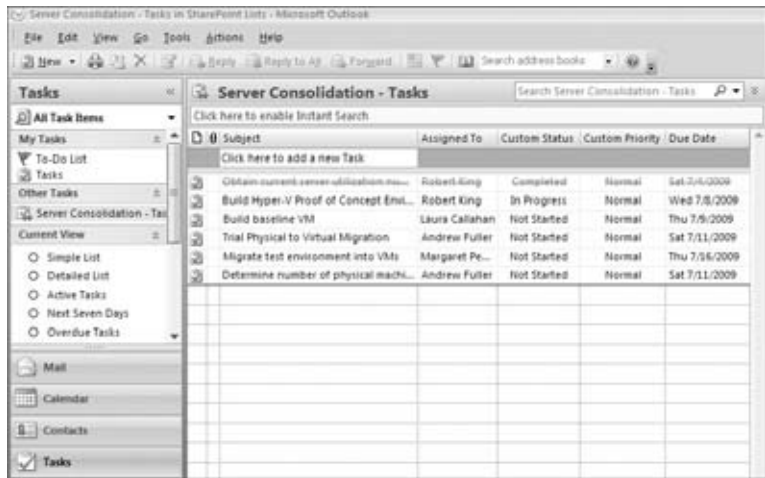 Server Consolidation - Tasks in SharePoint Lists - Microsoft Outlook
File Edit View Go Tools Actions Help
New Reply Reply to All Forward Search address books
Tasks
All Task Items
My Tasks
To-Do List
Tasks
Other Tasks
Server Consolidation - Tas
Current View
Simple List
Detailed List
Active Tasks
Next Seven Days
Overdue Tasks
Mail
Calendar
Contacts
Tasks
Server Consolidation - Tasks Search Server Consolidation - Tasks
Click here to enable Instant Search
Subject Assigned To Custom Status Custom Priority Due Date
Click here to add a new Task
Obtain current server utilization Robert King Completed Normal Sat 7/4/2009
Build Hyper-V Proof of Concept Envi... Robert King In Progress Normal Wed 7/8/2009
Build baseline VM Laura Callahan Not Started Normal Thu 7/9/2009
Trial Physical to Virtual Migration Andrew Fuller Not Started Normal Sat 7/11/2009
Migrate test environment into VMs Margaret Pe... Not Started Normal Thu 7/16/2009
Determine number of physical machi... Andrew Fuller Not Started Normal Sat 7/11/2009